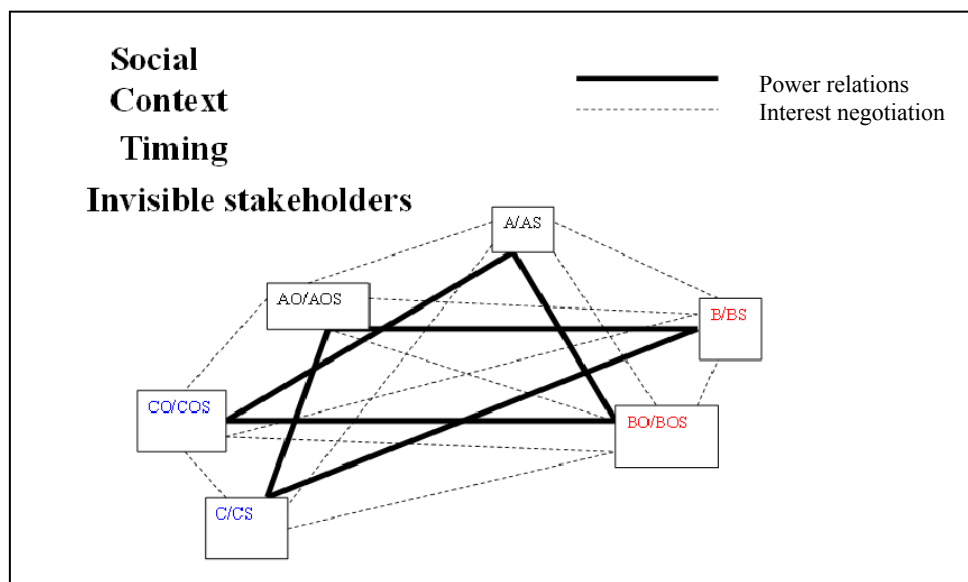 Social
Context
Timing
Invisible stakeholders
Power relations
Interest negotiation
A/AS
AO/AOS
B/BS
CO/COS
BO/BOS
C/CS